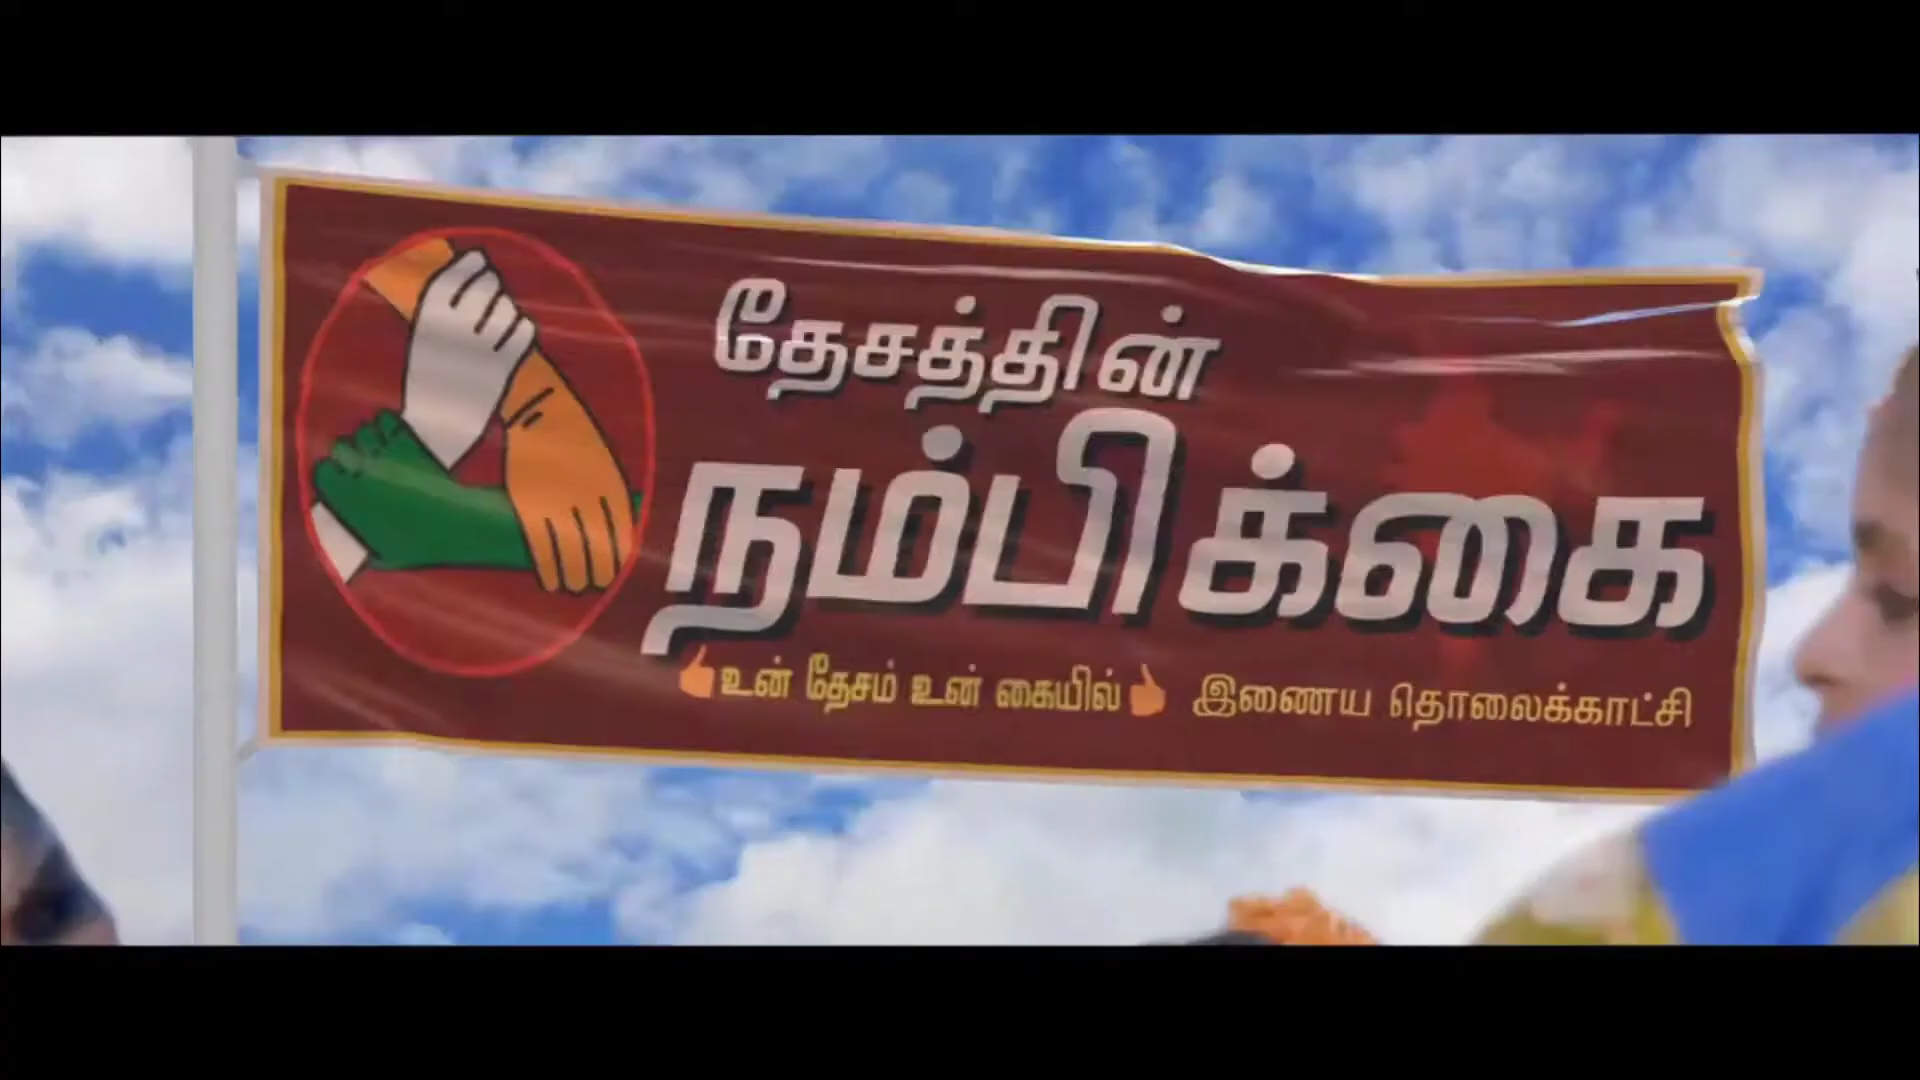 தேசத்தின்
நம்பிக்கை
உன் தேசம் உன் கையில் இணைய தொலைக்காட்சி